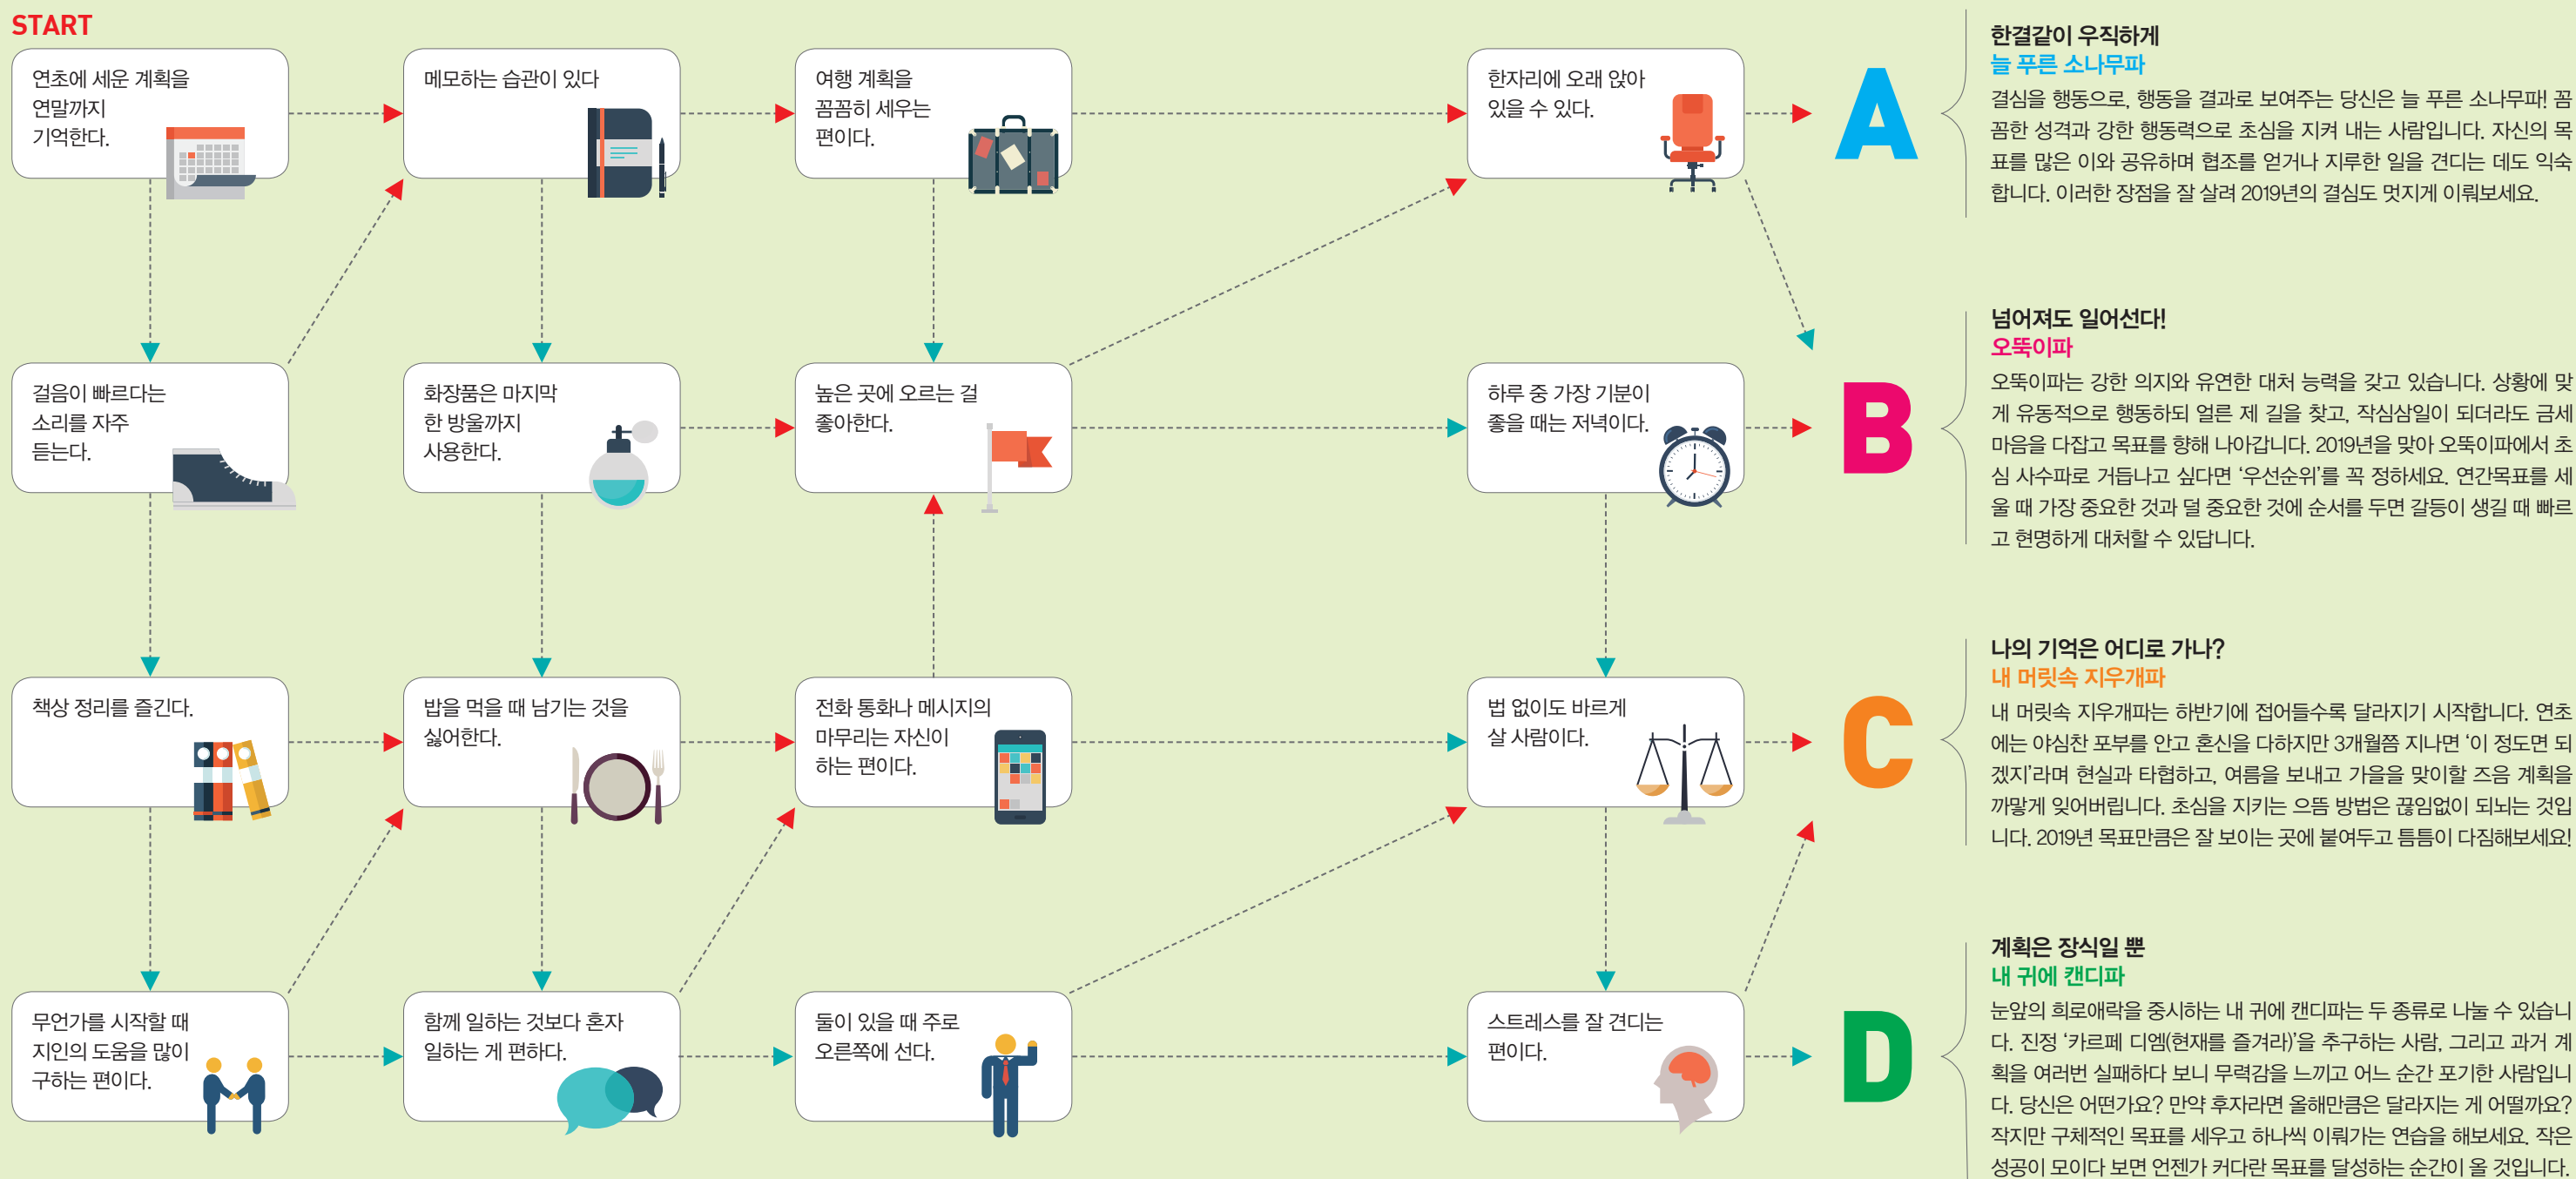 START
연초에 세운 계획을
연말까지
기억한다.
메모하는 습관이 있다
여행 계획을
꼼꼼히 세우는
편이다.
한자리에 오래 앉아
있을 수 있다.
A
한결같이 우직하게
늘 푸른 소나무파
결심을 행동으로, 행동을 결과로 보여주는 당신은 늘 푸른 소나무파! 꼼
꼼한 성격과 강한 행동력으로 초심을 지켜 내는 사람입니다. 자신의 목
표를 많은 이와 공유하며 협조를 얻거나 지루한 일을 견디는 데도 익숙
합니다. 이러한 장점을 잘 살려 2019년의 결심도 멋지게 이뤄보세요.
걸음이 빠르다는
소리를 자주
듣는다.
화장품은 마지막
한 방울까지
사용한다.
높은 곳에 오르는 걸
좋아한다.
하루 중 가장 기분이
좋을 때는 저녁이다.
B
넘어져도 일어선다!
오뚝이파
오뚝이파는 강한 의지와 유연한 대처 능력을 갖고 있습니다. 상황에 맞
게 유동적으로 행동하되 얼른 제 길을 찾고, 작심삼일이 되더라도 금세
마음을 다잡고 목표를 향해 나아갑니다. 2019년을 맞아 오뚝이파에서 초
심 사수파로 거듭나고 싶다면 ‘우선순위’를 꼭 정하세요. 연간목표를 세
울 때 가장 중요한 것과 덜 중요한 것에 순서를 두면 갈등이 생길 때 빠르
고 현명하게 대처할 수 있답니다.
책상 정리를 즐긴다.
밥을 먹을 때 남기는 것을
싫어한다.
전화 통화나 메시지의
마무리는 자신이
하는 편이다.
법 없이도 바르게
살 사람이다.
C
나의 기억은 어디로 가나?
내 머릿속 지우개파
내 머릿속 지우개파는 하반기에 접어들수록 달라지기 시작합니다. 연초
에는 야심찬 포부를 안고 혼신을 다하지만 3개월쯤 지나면 ‘이 정도면 되
겠지’라며 현실과 타협하고, 여름을 보내고 가을을 맞이할 즈음 계획을
까맣게 잊어버립니다. 초심을 지키는 으뜸 방법은 끊임없이 되뇌는 것입
니다. 2019년 목표만큼은 잘 보이는 곳에 붙여두고 틈틈이 다짐해보세요!
무언가를 시작할 때
지인의 도움을 많이
구하는 편이다.
함께 일하는 것보다 혼자
일하는 게 편하다.
둘이 있을 때 주로
오른쪽에 선다.
스트레스를 잘 견디는
편이다.
D
계획은 장식일 뿐
내 귀에 캔디파
눈앞의 희로애락을 중시하는 내 귀에 캔디파는 두 종류로 나눌 수 있습니
다. 진정 ‘카르페 디엠(현재를 즐겨라)’을 추구하는 사람, 그리고 과거 계
획을 여러번 실패하다 보니 무력감을 느끼고 어느 순간 포기한 사람입니
다. 당신은 어떤가요? 만약 후자라면 올해만큼은 달라지는 게 어떨까요?
작지만 구체적인 목표를 세우고 하나씩 이뤄가는 연습을 해보세요. 작은
성공이 모이다 보면 언젠가 커다란 목표를 달성하는 순간이 올 것입니다.